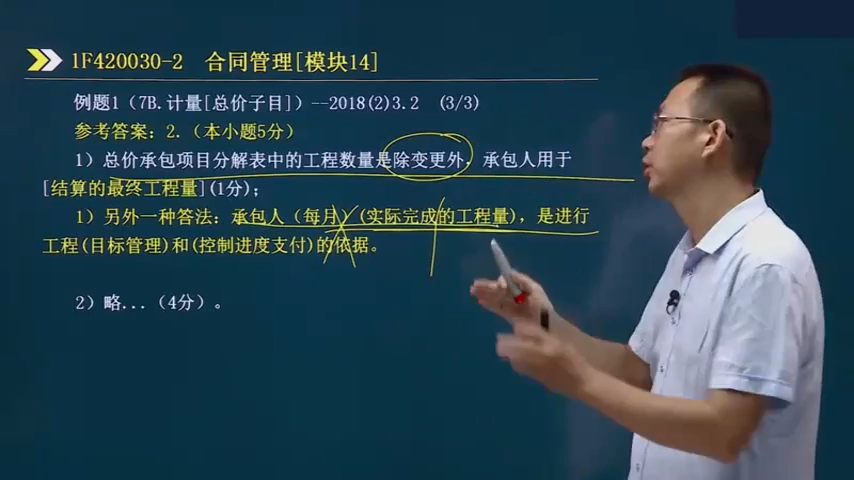 1F420030-2 合同管理[模块14]
例题1（7B.计量[总价子目]）--2018(2)3.2 (3/3)
参考答案：2.（本小题5分）
1）总价承包项目分解表中的工程数量是除变更外，承包人用于
[结算的最终工程量](1分)；
1）另外一种答法：承包人（每月）(实际完成的工程量)，是进行
工程(目标管理)和(控制进度支付)的依据。
2）略...（4分）。